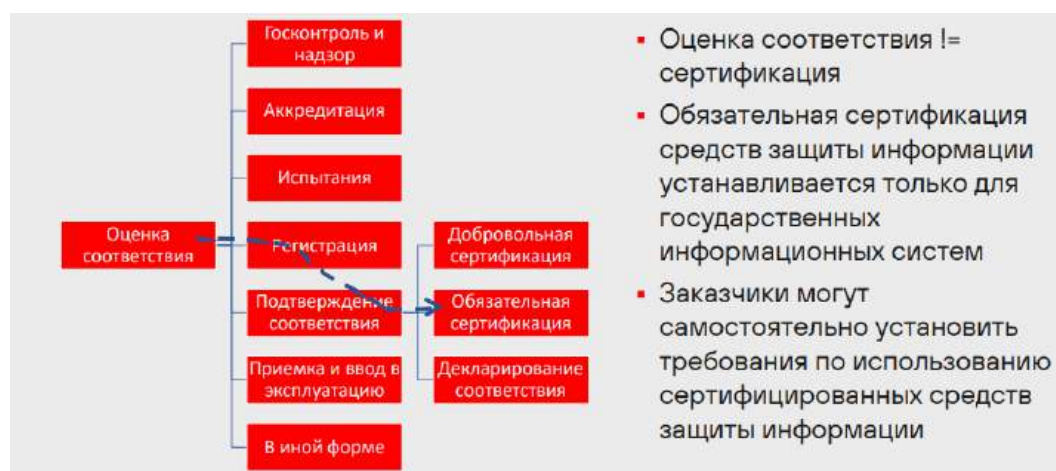 Госконтроль и
надзор
Аккредитация
Испытания
Оценка
соответствия
Регистрация
Подтверждение
соответствия
Приемка и ввод в
эксплуатацию
В иной форме
Добровольная
сертификация
Обязательная
сертификация
Декларирование
соответствия
▪ Оценка соответствия !=
сертификация
▪ Обязательная сертификация
средств защиты информации
устанавливается только для
государственных
информационных систем
▪ Заказчики могут
самостоятельно установить
требования по использованию
сертифицированных средств
защиты информации